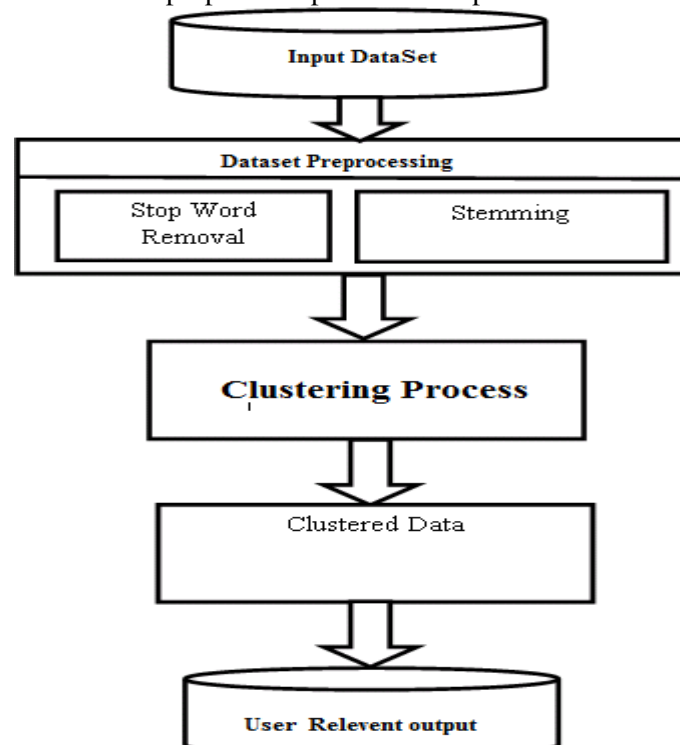 Input DataSet
Dataset Preprocessing
Stop Word
Removal
Stemming
Clustering Process
Clustered Data
User Relevent output